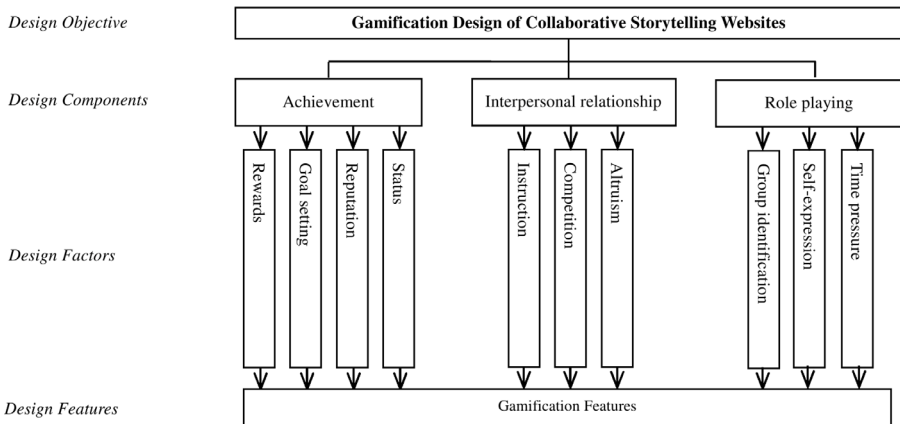 Design Objective
Gamification Design of Collaborative Storytelling Websites
Design Components
Achievement
Interpersonal relationship
Role playing
Design Factors
Rewards
Goal setting
Reputation
Status
Instruction
Competition
Altruism
Group identification
Self-expression
Time pressure
Design Features
Gamification Features